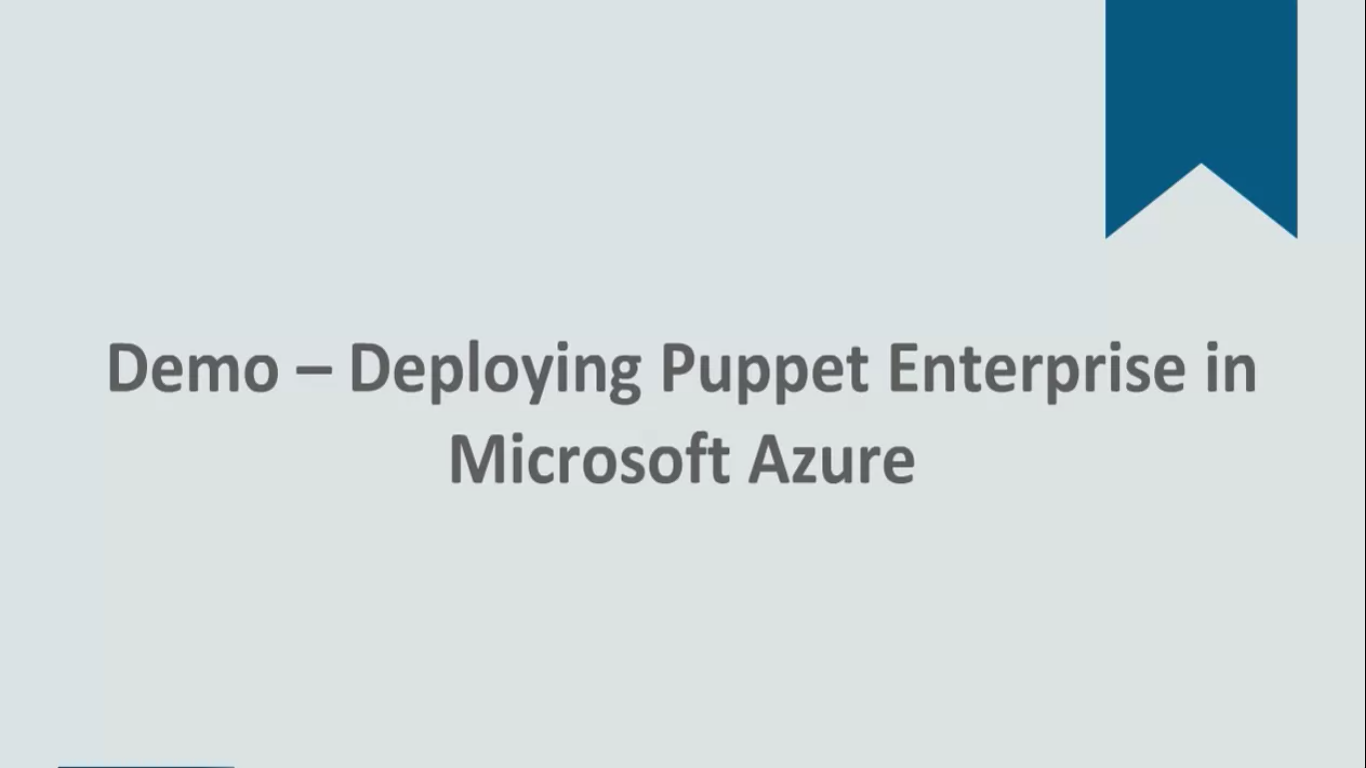 Demo – Deploying Puppet Enterprise in
Microsoft Azure